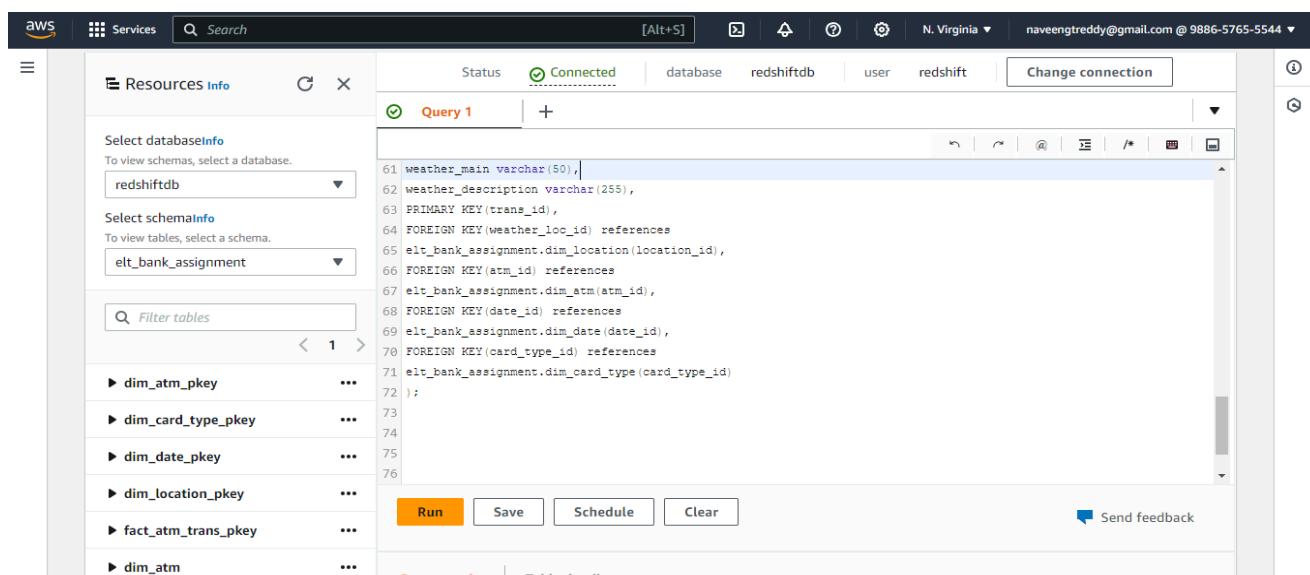 aws Services Search [Alt+S] N. Virginia ▼ naveengtreddy@gmail.com @ 9886-5765-5544 ▼
Resources Info
Select databaseInfo
To view schemas, select a database.
redshiftdb
Select schemaInfo
To view tables, select a schema.
elt_bank_assignment
Filter tables
< 1 >
dim_atm_pkey •••
dim_card_type_pkey •••
dim_date_pkey •••
dim_location_pkey •••
fact_atm_trans_pkey •••
dim_atm •••
Status Connected database redshiftdb user redshift Change connection
Query 1 +
61 weather_main varchar(50),
62 weather_description varchar(255),
63 PRIMARY KEY(trans_id),
64 FOREIGN KEY(weather_loc_id) references
65 elt_bank_assignment.dim_location(location_id),
66 FOREIGN KEY(atm_id) references
67 elt_bank_assignment.dim_atm(atm_id),
68 FOREIGN KEY(date_id) references
69 elt_bank_assignment.dim_date(date_id),
70 FOREIGN KEY(card_type_id) references
71 elt_bank_assignment.dim_card_type(card_type_id)
72 );
73
74
75
76
Run Save Schedule Clear
Send feedback